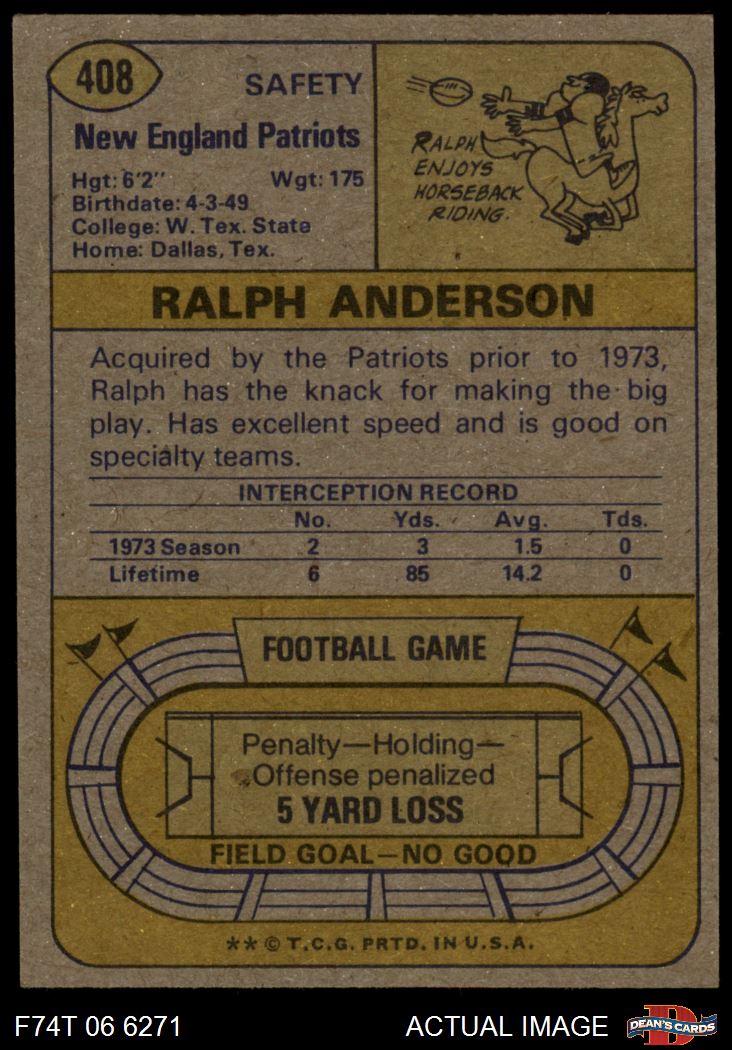 408
SAFETY
New England Patriots
Hgt: 6'2" Wgt: 175
Birthdate: 4-3-49
College: W. Tex. State
Home: Dallas, Tex.
RALPH
ENJOYS
HORSEBACK
RIDING.
RALPH ANDERSON
Acquired by the Patriots prior to 1973,
Ralph has the knack for making the big
play. Has excellent speed and is good on
specialty teams.
INTERCEPTION RECORD
No. Yds. Avg. Tds.
1973 Season 2 3 1.5 0
Lifetime 6 85 14.2 0
FOOTBALL GAME
Penalty—Holding—
Offense penalized
5 YARD LOSS
FIELD GOAL—NO GOOD
** © T.C.G. PRTD. IN U.S.A.
F74T 06 6271 ACTUAL IMAGE
D
DEAN'S CARDS